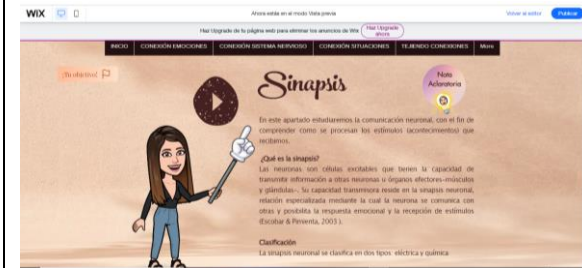 WIX
Ahora estás en el modo Vista previa
Volver al editor
Publicar
Haz Upgrade de tu página web para eliminar los anuncios de Wix
Haz Upgrade ahora
INICIO
CONEXIÓN EMOCIONES
CONEXIÓN SISTEMA NERVIOSO
CONEXIÓN SITUACIONES
TEJIENDO CONEXIONES
More
¡Tu objetivo!
Sinapsis
Nota
Aclaratoria
En este apartado estudiaremos la comunicación neuronal, con el fin de
comprender como se procesan los estímulos (acontecimientos) que
recibimos.
¿Qué es la sinapsis?
Las neuronas son células excitables que tienen la capacidad de
transmitir información a otras neuronas u órganos efectores–músculos
y glándulas–. Su capacidad transmisora reside en la sinapsis neuronal,
relación especializada mediante la cual la neurona se comunica con
otras y posibilita la respuesta emocional y la recepción de estímulos
(Escobar & Pimienta, 2003 ).
Clasificación
La sinapsis neuronal se clasifica en dos tipos eléctrica y química